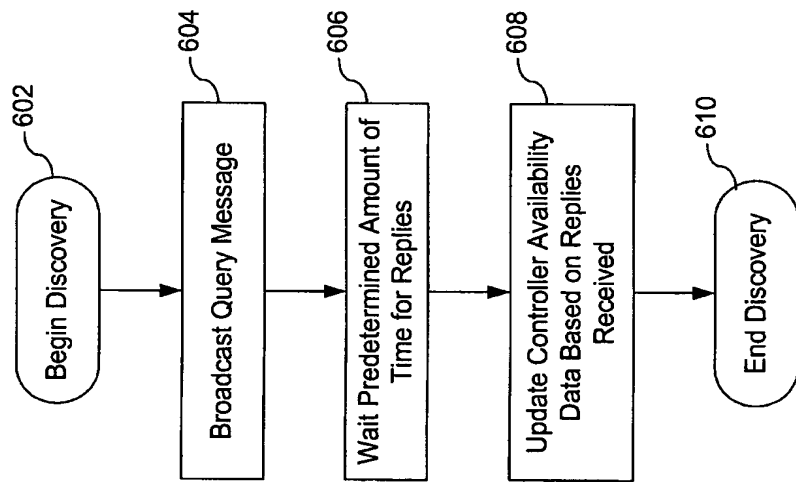 Begin Discovery
602
Broadcast Query Message
604
Wait Predetermined Amount of
Time for Replies
606
Update Controller Availability
Data Based on Replies
Received
608
End Discovery
610